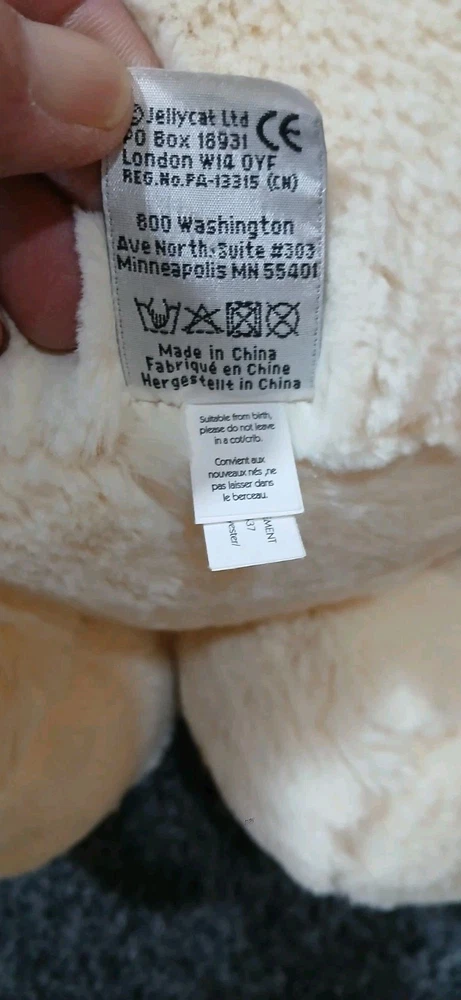 © Jellycat Ltd
PO Box 18931
London W14 0YF
REG.No.PA-13315 (CN)
CE
800 Washington
Ave North·Suite #303
Minneapolis MN 55401
Made in China
Fabriqué en Chine
Hergestellt in China
Suitable from birth,
please do not leave
in a cot/crib.
Convient aux
nouveaux nés ,ne
pas laisser dans
le berceau.
37